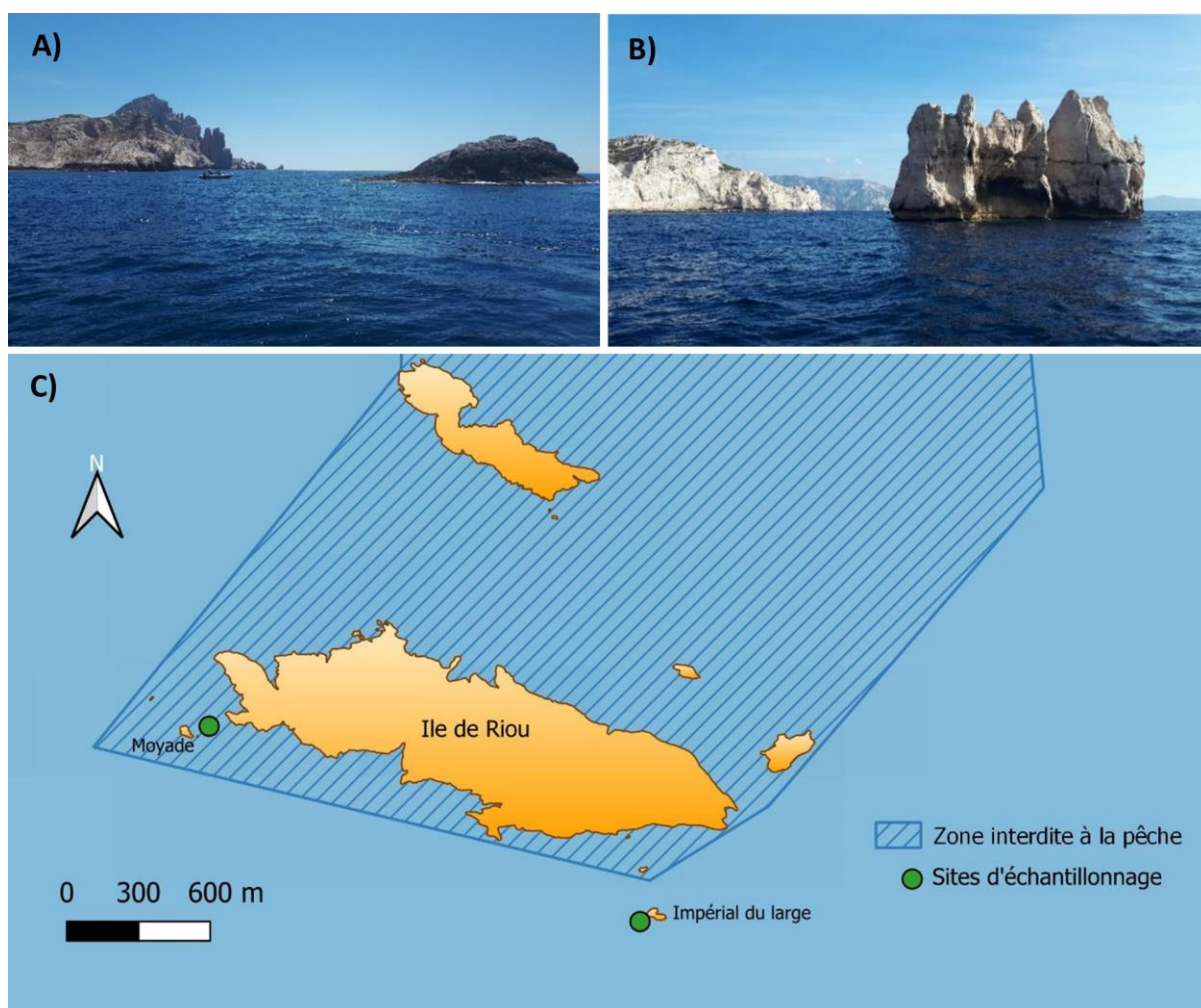 A)
B)
C)
N
Ile de Riou
Moyade
Zone interdite à la pêche
Sites d'échantillonnage
0 300 600 m
Impérial du large